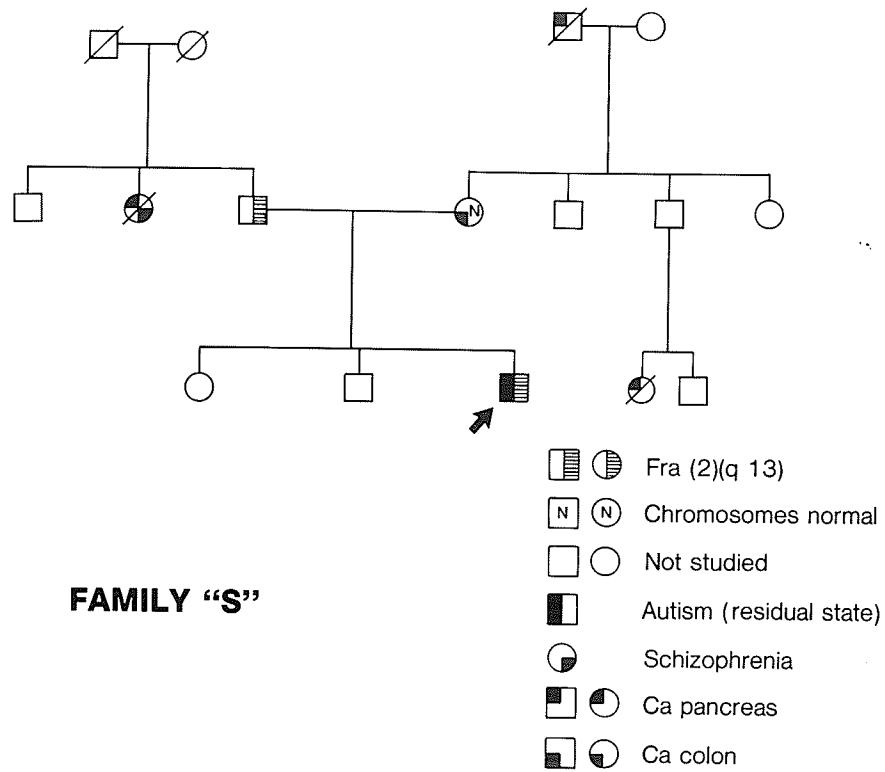 N
Fra (2)(q 13)
N N Chromosomes normal
Not studied
FAMILY “S”
Autism (residual state)
Schizophrenia
Ca pancreas
Ca colon